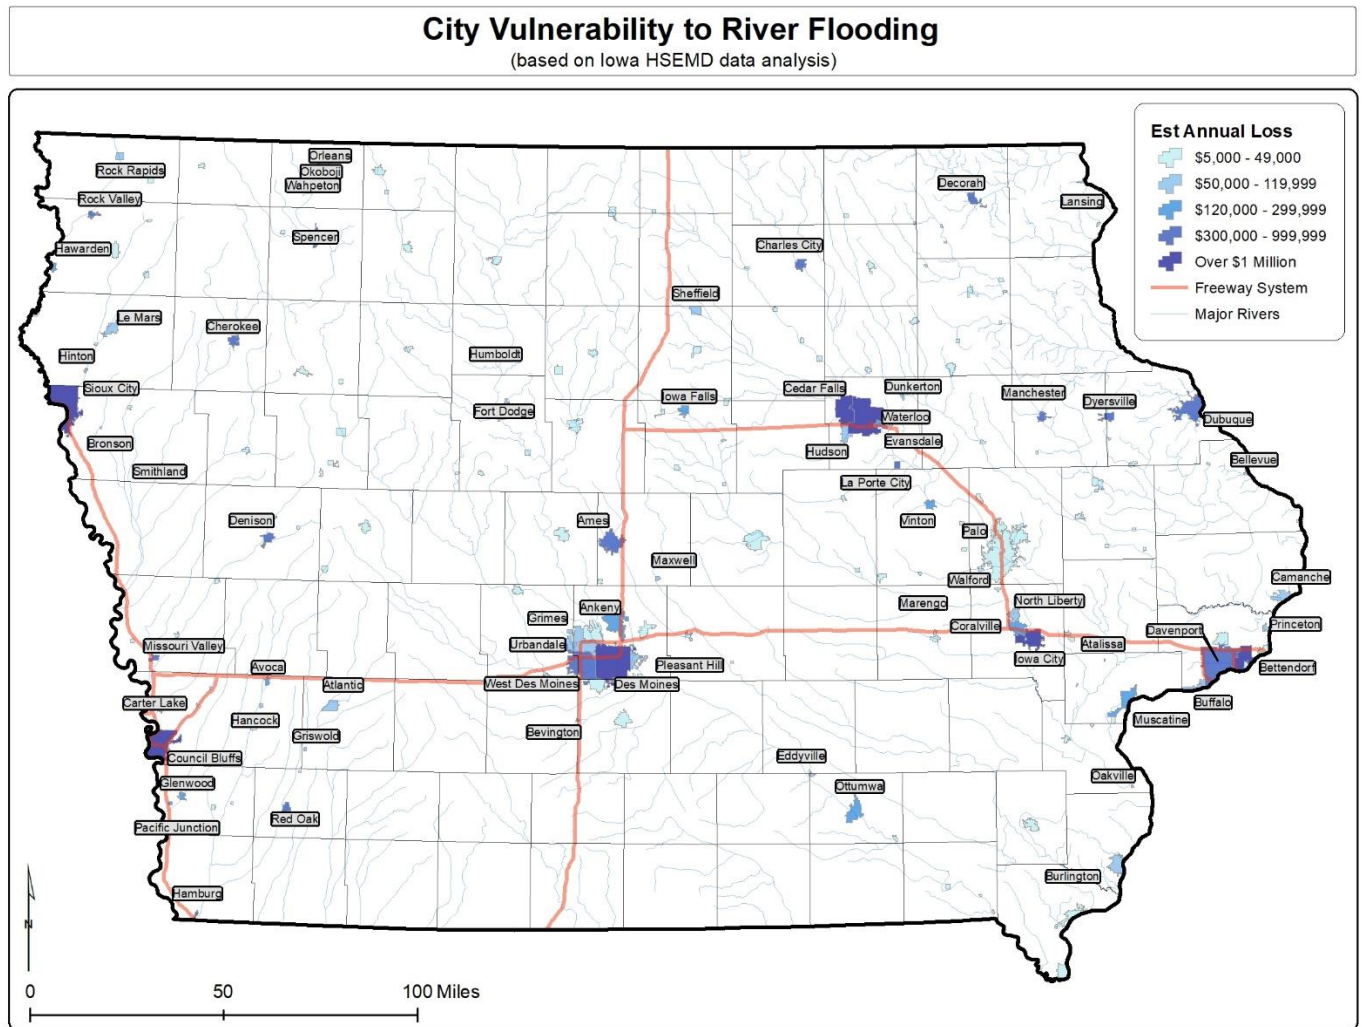 City Vulnerability to River Flooding
(based on Iowa HSEMD data analysis)
Est Annual Loss
$5,000 - 49,000
$50,000 - 119,999
$120,000 - 299,999
$300,000 - 999,999
Over $1 Million
Freeway System
Major Rivers
Orleans
Rock Rapids
Okoboji
Wahpeton
Decorah
Rock Valley
Lansing
Spencer
Hawarden
Charles City
Sheffield
Le Mars
Cherokee
Hinton
Humboldt
Sioux City
Cedar Falls
Dunkerton
Manchester
Iowa Falls
Dyersville
Fort Dodge
Waterloo
Dubuque
Bronson
Evansdale
Hudson
Bellevue
Smithland
La Porte City
Denison
Ames
Vinton
Palo
Maxwell
Walford
Camanche
Marengo
North Liberty
Ankeny
Grimes
Coralville
Princeton
Davenport
Urbandale
Missouri Valley
Atalissa
Iowa City
Avoca
Pleasant Hill
Bettendorf
Atlantic
West Des Moines
Des Moines
Carter Lake
Buffalo
Hancock
Muscatine
Griswold
Bevington
Council Bluffs
Eddyville
Oakville
Glenwood
Ottumwa
Red Oak
Pacific Junction
Burlington
Hamburg
N
0 50 100 Miles